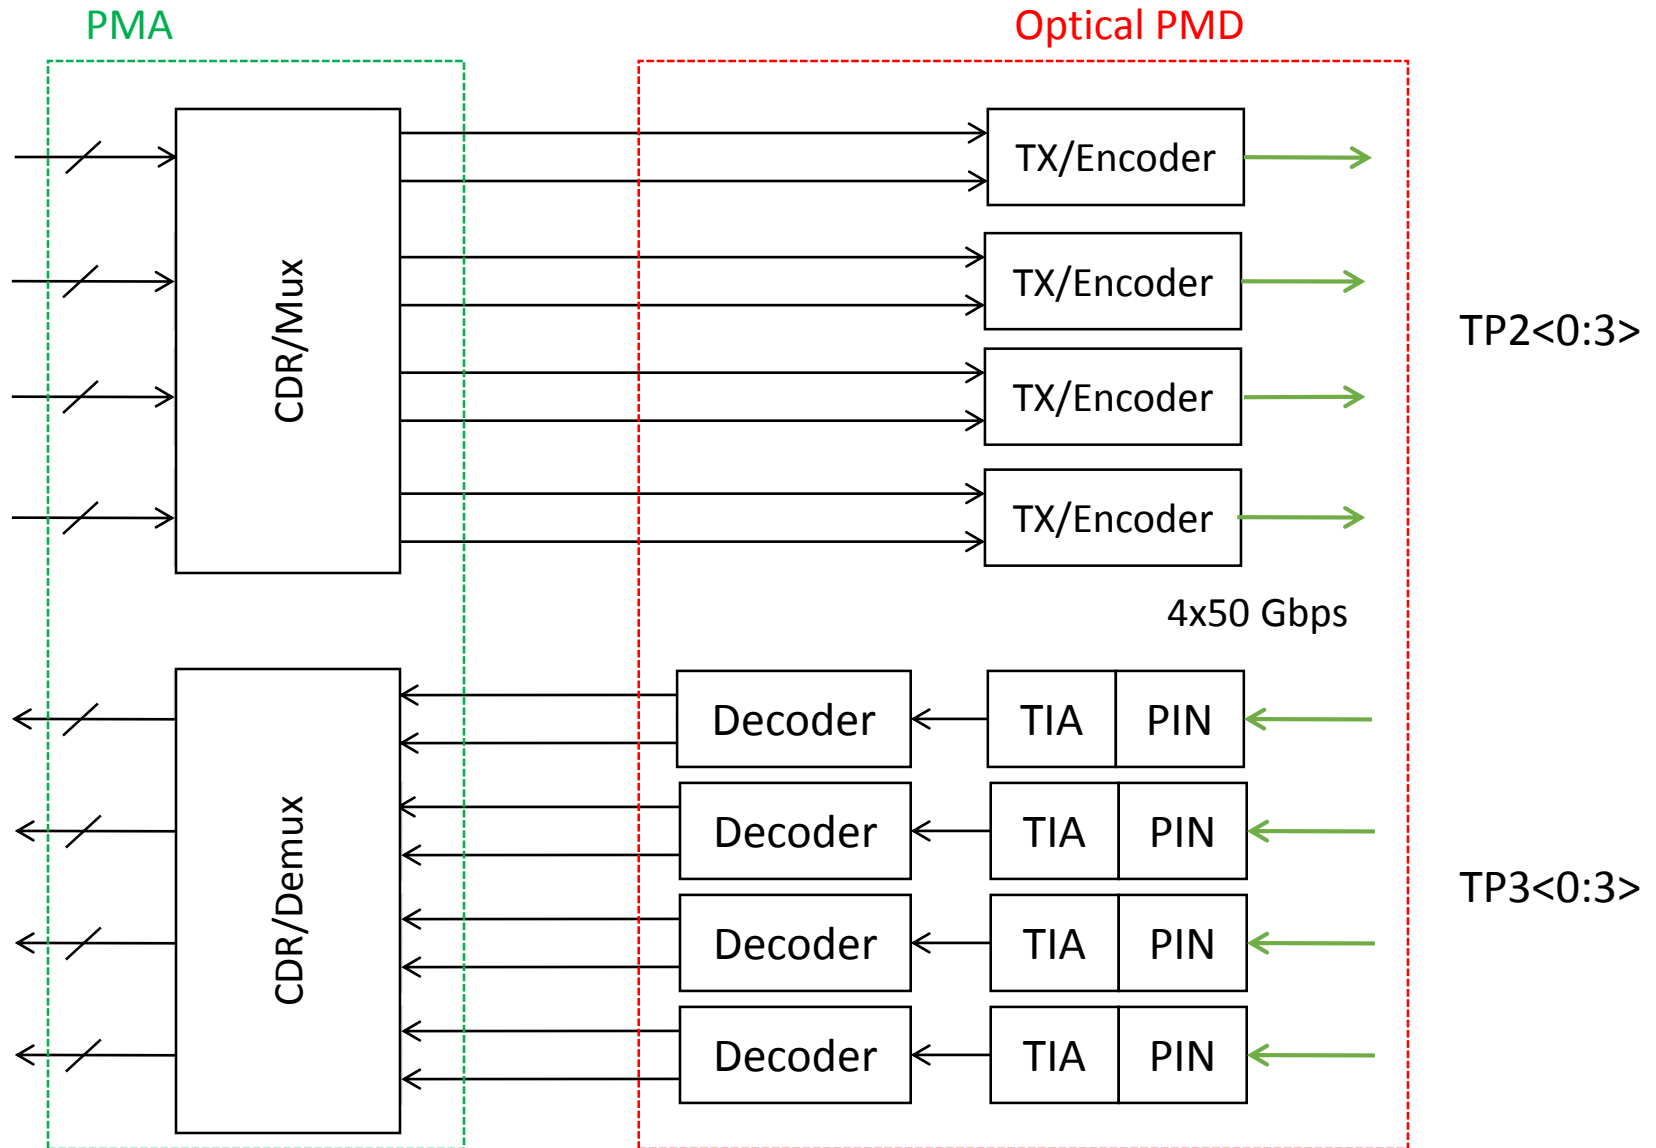 PMA
Optical PMD
TX/Encoder
TX/Encoder
CDR/Mux
TP2<0:3>
TX/Encoder
TX/Encoder
4x50 Gbps
Decoder
TIA
PIN
Decoder
TIA
PIN
CDR/Demux
TP3<0:3>
Decoder
TIA
PIN
Decoder
TIA
PIN